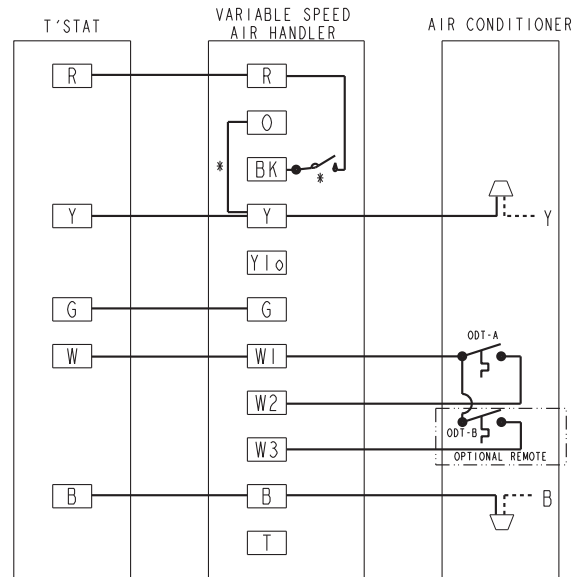 T'STAT
VARIABLE SPEED
AIR HANDLER
AIR CONDITIONER
R R
O
* BK *
Y Y Y
Ylo
G G
W W1
ODT-A
W2
ODT-B
W3
OPTIONAL REMOTE
B B B
T